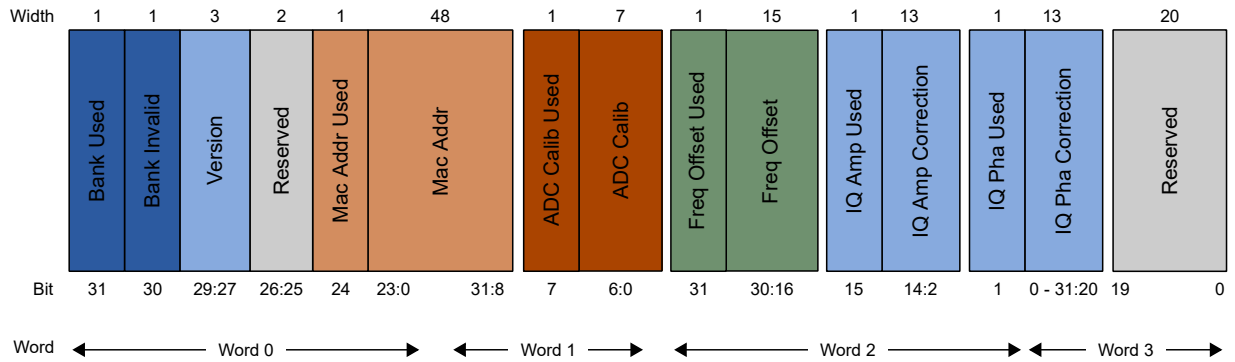 Width 1 1 3 2 1 48 1 7 1 15 1 13 1 13 20
Bank Used
Bank Invalid
Version
Reserved
Mac Addr Used
Mac Addr
ADC Calib Used
ADC Calib
Freq Offset Used
Freq Offset
IQ Amp Used
IQ Amp Correction
IQ Pha Used
IQ Pha Correction
Reserved
Bit 31 30 29:27 26:25 24 23:0 31:8 7 6:0 31 30:16 15 14:2 1 0 - 31:20 19 0
Word Word 0 Word 1 Word 2 Word 3